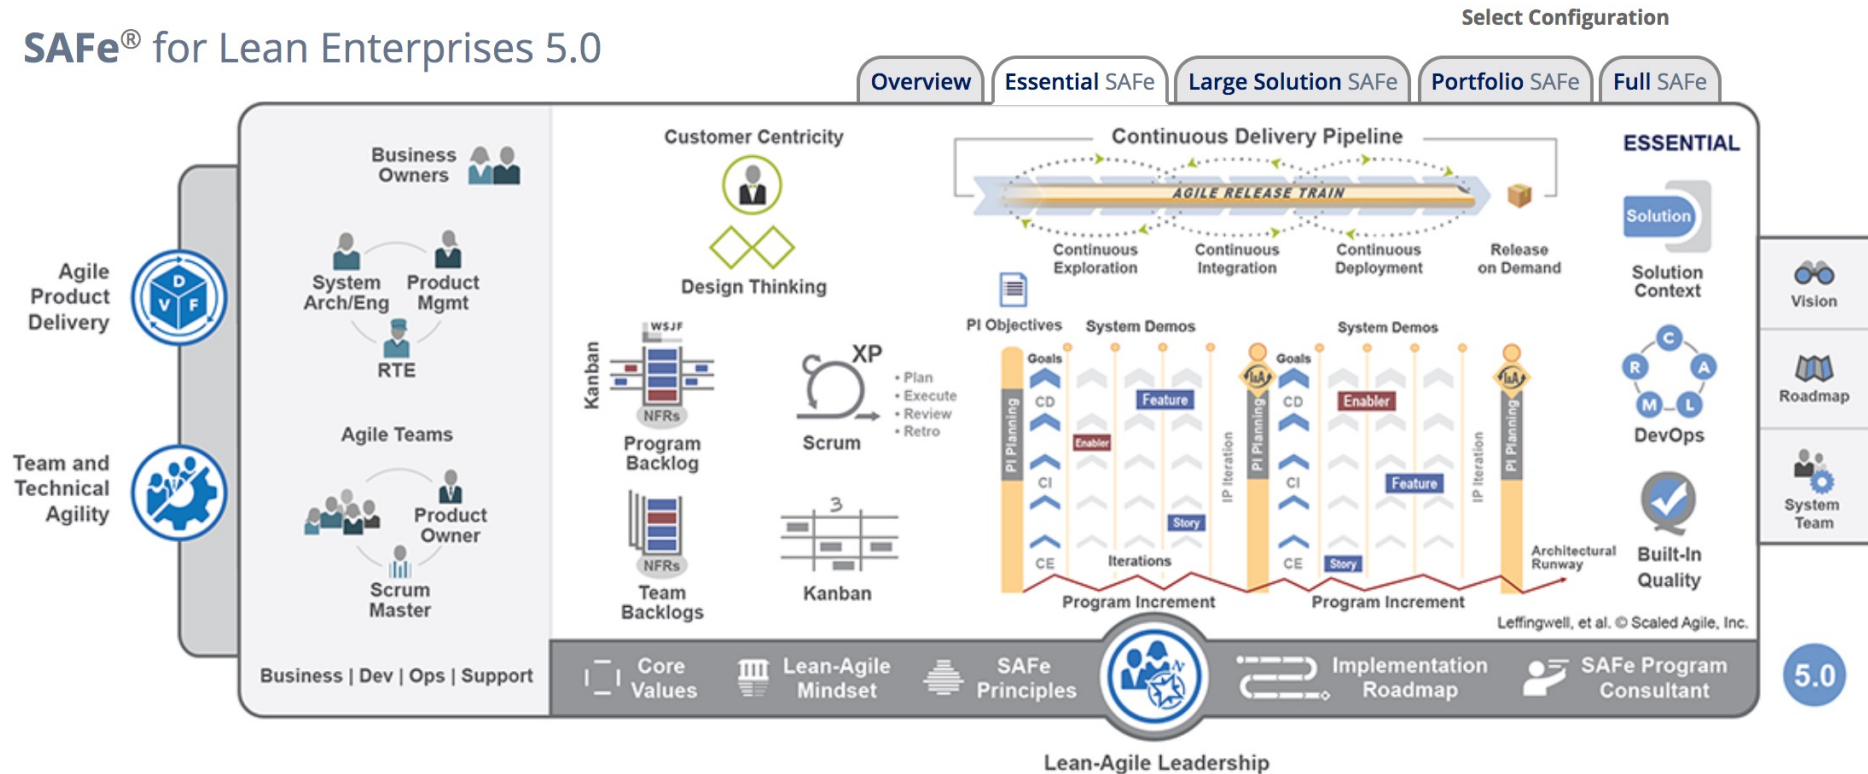 Select Configuration
SAFe® for Lean Enterprises 5.0
Overview
Essential SAFe
Large Solution SAFe
Portfolio SAFe
Full SAFe
Agile
Product
Delivery
D
V
F
Team and
Technical
Agility
Business
Owners
System
Arch/Eng
Product
Mgmt
RTE
Agile Teams
Product
Owner
Scrum
Master
Business | Dev | Ops | Support
Customer Centricity
Design Thinking
Kanban
WSJF
NFRs
Program
Backlog
XP
• Plan
• Execute
• Review
• Retro
Scrum
NFRs
Team
Backlogs
3
Kanban
Continuous Delivery Pipeline
AGILE RELEASE TRAIN
Continuous
Exploration
Continuous
Integration
Continuous
Deployment
Release
on Demand
PI Objectives
System Demos
System Demos
PI Planning
Goals
CD
CI
CE
Feature
Enabler
Story
Iterations
IP Iteration
I&A
PI Planning
Goals
CD
CI
CE
Enabler
Feature
Story
IP Iteration
I&A
PI Planning
Architectural
Runway
Program Increment
Program Increment
ESSENTIAL
Solution
Solution
Context
C
A
L
M
R
DevOps
Built-In
Quality
Leffingwell, et al. © Scaled Agile, Inc.
Vision
Roadmap
System
Team
Core
Values
Lean-Agile
Mindset
SAFe
Principles
N
Implementation
Roadmap
SAFe Program
Consultant
5.0
Lean-Agile Leadership